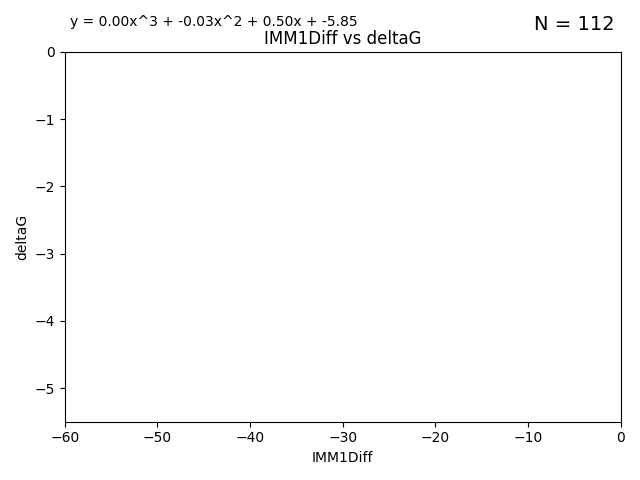 y = 0.00x^3 + -0.03x^2 + 0.50x + -5.85
N = 112
IMM1Diff vs deltaG
0
−1
−2
−3
−4
−5
deltaG
−60 −50 −40 −30 −20 −10 0
IMM1Diff